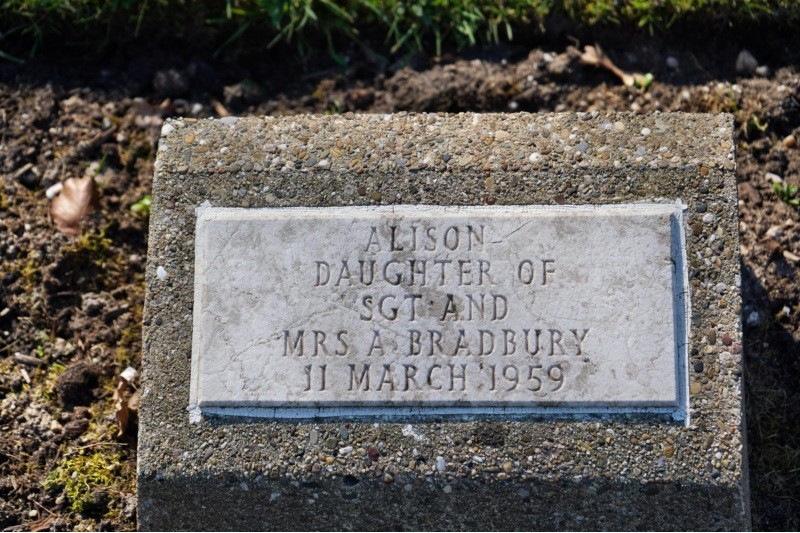 ALISON
DAUGHTER OF
SGT AND
MRS A BRADBURY
11 MARCH 1959